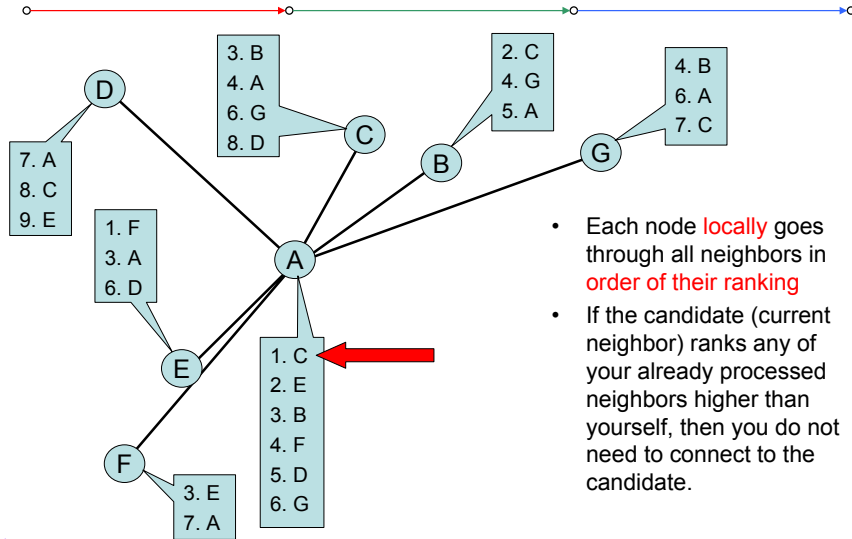 D
7. A
8. C
9. E
3. B
4. A
6. G
8. D
C
2. C
4. G
5. A
B
4. B
6. A
7. C
G
A
1. F
3. A
6. D
E
1. C
2. E
3. B
4. F
5. D
6. G
F
3. E
7. A
• Each node locally goes
through all neighbors in
order of their ranking
• If the candidate (current
neighbor) ranks any of
your already processed
neighbors higher than
yourself, then you do not
need to connect to the
candidate.